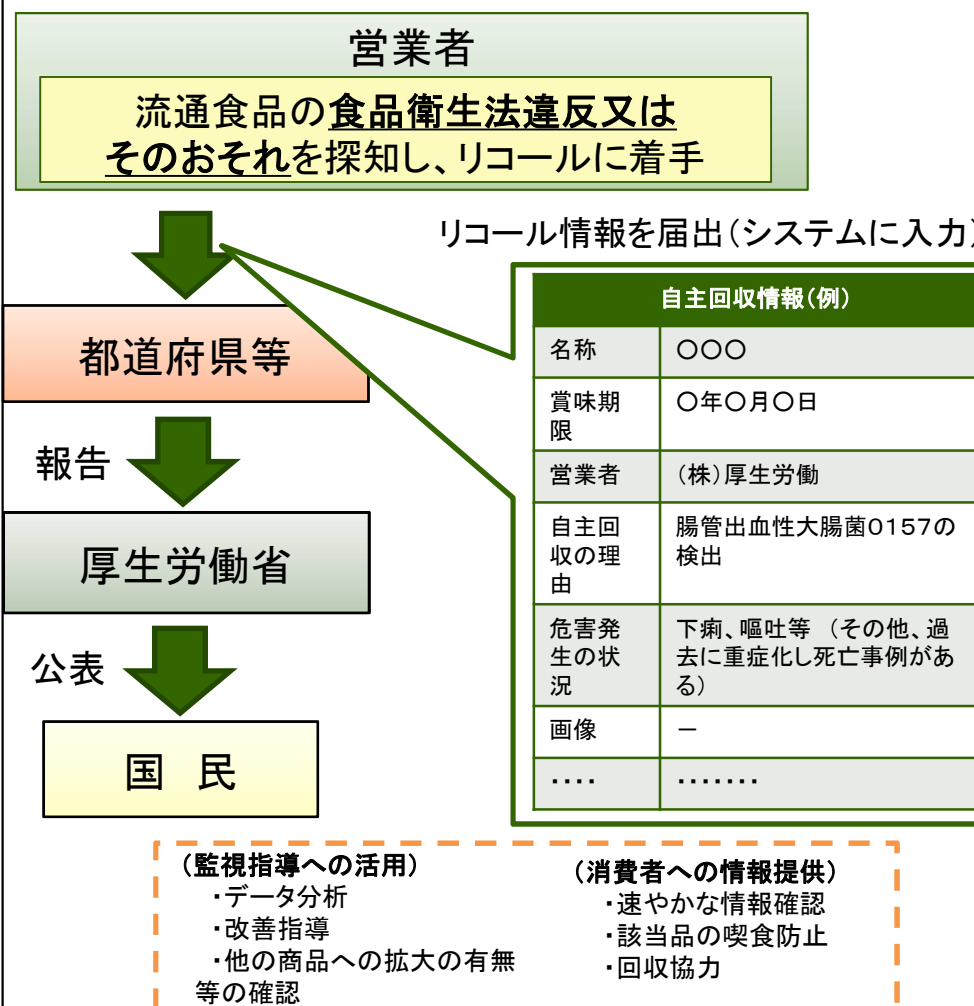 営業者
流通食品の食品衛生法違反又は
そのおそれを探知し、リコールに着手
リコール情報を届出（システムに入力）
都道府県等
報告
厚生労働省
公表
国　民
自主回収情報（例）
名称
〇〇〇
賞味期
限
〇年〇月〇日
営業者
（株）厚生労働
自主回
収の理
由
腸管出血性大腸菌O157の
検出
危害発
生の状
況
下痢、嘔吐等　（その他、過
去に重症化し死亡事例があ
る）
画像
－
････
･･･････
（監視指導への活用）
・データ分析
・改善指導
・他の商品への拡大の有無
等の確認
（消費者への情報提供）
・速やかな情報確認
・該当品の喫食防止
・回収協力